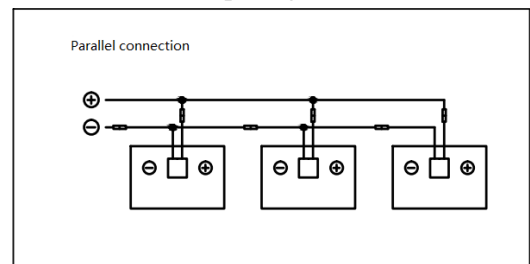 Parallel connection
⊕
⊖
⊖ ⊕ ⊖ ⊕ ⊖ ⊕